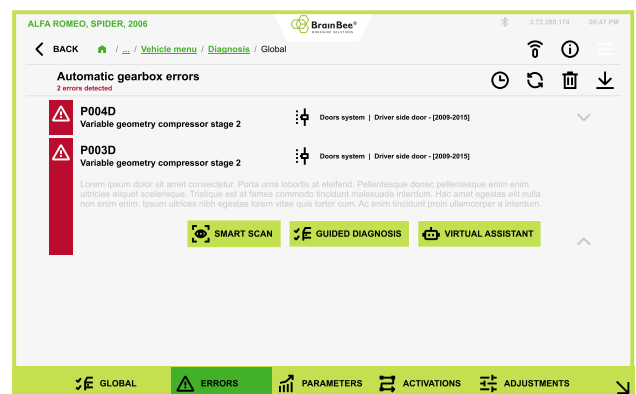 ALFA ROMEO, SPIDER, 2006
BrainBee®
WORKSHOP SOLUTIONS
3.72.266.174
05:47 PM
BACK / ... / Vehicle menu / Diagnosis / Global
Automatic gearbox errors
2 errors detected
P004D
Variable geometry compressor stage 2
Doors system | Driver side door - [2009-2015]
P003D
Variable geometry compressor stage 2
Doors system | Driver side door - [2009-2015]
Lorem ipsum dolor sit amet consectetur. Porta urna lobortis at eleifend. Pellentesque donec pellentesque enim enim
ultricies aliquet scelerisque. Tristique est at fames commodo tincidunt malesuada interdum. Hac amet egestas elit nulla
non enim enim. Ipsum ultrices nibh egestas lorem vitae quis tortor cum. Ac enim tincidunt proin ullamcorper a interdum.
SMART SCAN
GUIDED DIAGNOSIS
VIRTUAL ASSISTANT
GLOBAL
ERRORS
PARAMETERS
ACTIVATIONS
ADJUSTMENTS